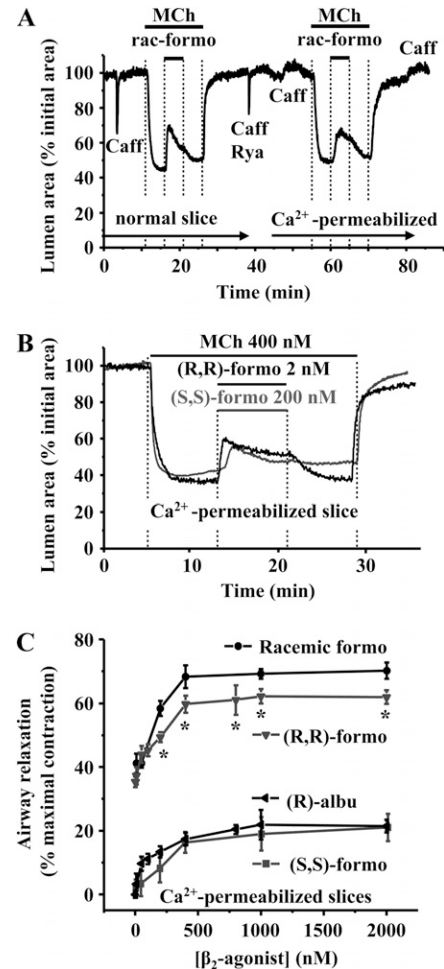 A
MCh
rac-formo
MCh
rac-formo
Lumen area (% initial area)
100
80
60
40
20
0
Caff
Caff
Rya
Caff
Caff
normal slice
Ca²⁺-permeabilized
0 20 40 60 80
Time (min)
B
MCh 400 nM
(R,R)-formo 2 nM
(S,S)-formo 200 nM
Lumen area (% initial area)
100
80
60
40
20
0
Ca²⁺-permeabilized slice
0 10 20 30
Time (min)
C
Airway relaxation
(% maximal contraction)
80
60
40
20
0
Racemic formo
(R,R)-formo
* * * * *
(R)-albu
(S,S)-formo
Ca²⁺-permeabilized slices
0 500 1000 1500 2000
[β₂-agonist] (nM)